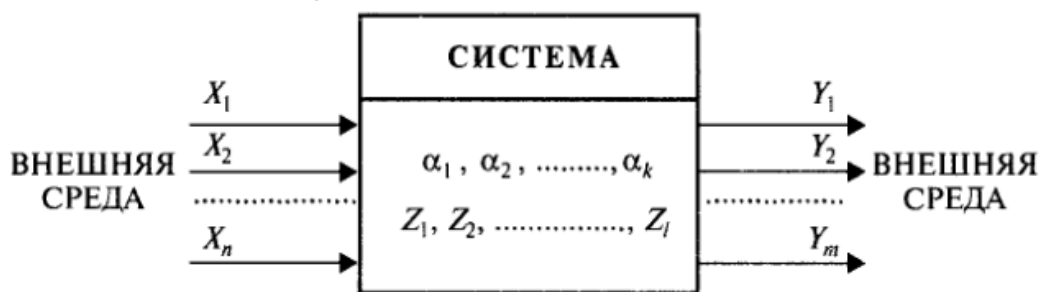 СИСТЕМА
X₁ Y₁
X₂ Y₂
ВНЕШНЯЯ СРЕДА
α₁, α₂, ........., αₖ
ВНЕШНЯЯ СРЕДА
Z₁, Z₂, ................, Zₗ
Xₙ Yₘ